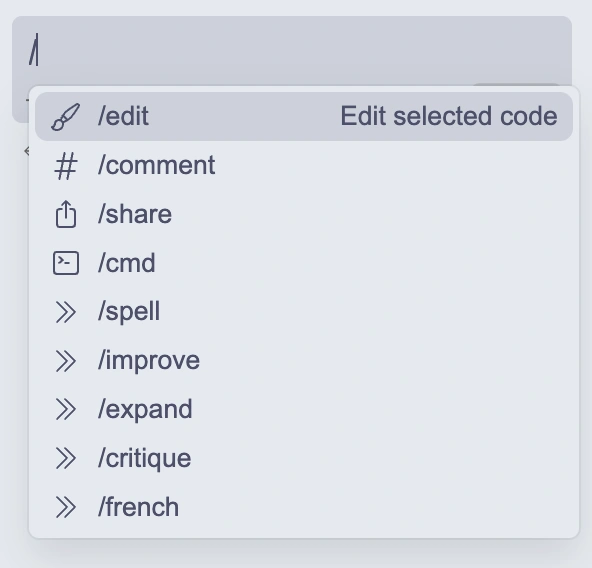 /
/edit Edit selected code
/comment
/share
/cmd
/spell
/improve
/expand
/critique
/french